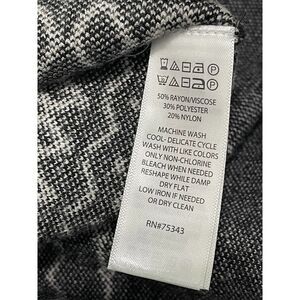 50% RAYON/VISCOSE
30% POLYESTER
20% NYLON
MACHINE WASH
COOL- DELICATE CYCLE
WASH WITH LIKE COLORS
ONLY NON-CHLORINE
BLEACH WHEN NEEDED
RESHAPE WHILE DAMP
DRY FLAT
LOW IRON IF NEEDED
OR DRY CLEAN
RN#75343